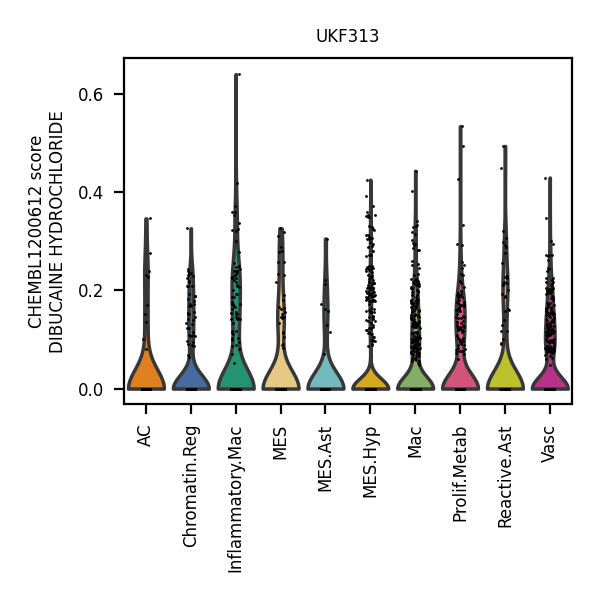 UKF313
CHEMBL1200612 score
DIBUCAINE HYDROCHLORIDE
0.6
0.4
0.2
0.0
AC
Chromatin.Reg
Inflammatory.Mac
MES
MES.Ast
MES.Hyp
Mac
Prolif.Metab
Reactive.Ast
Vasc